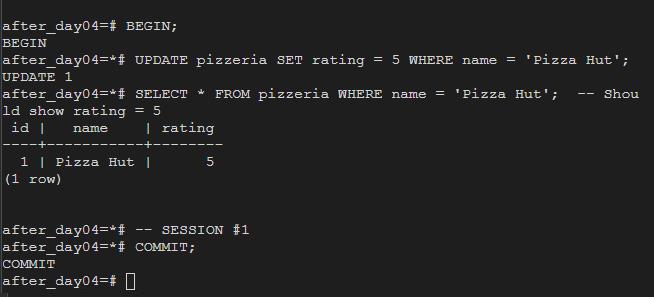 after_day04=# BEGIN;
BEGIN
after_day04=*# UPDATE pizzeria SET rating = 5 WHERE name = 'Pizza Hut';
UPDATE 1
after_day04=*# SELECT * FROM pizzeria WHERE name = 'Pizza Hut';  -- Shou
ld show rating = 5
 id |   name    | rating
----+-----------+--------
  1 | Pizza Hut |      5
(1 row)
after_day04=*# -- SESSION #1
after_day04=*# COMMIT;
COMMIT
after_day04=#